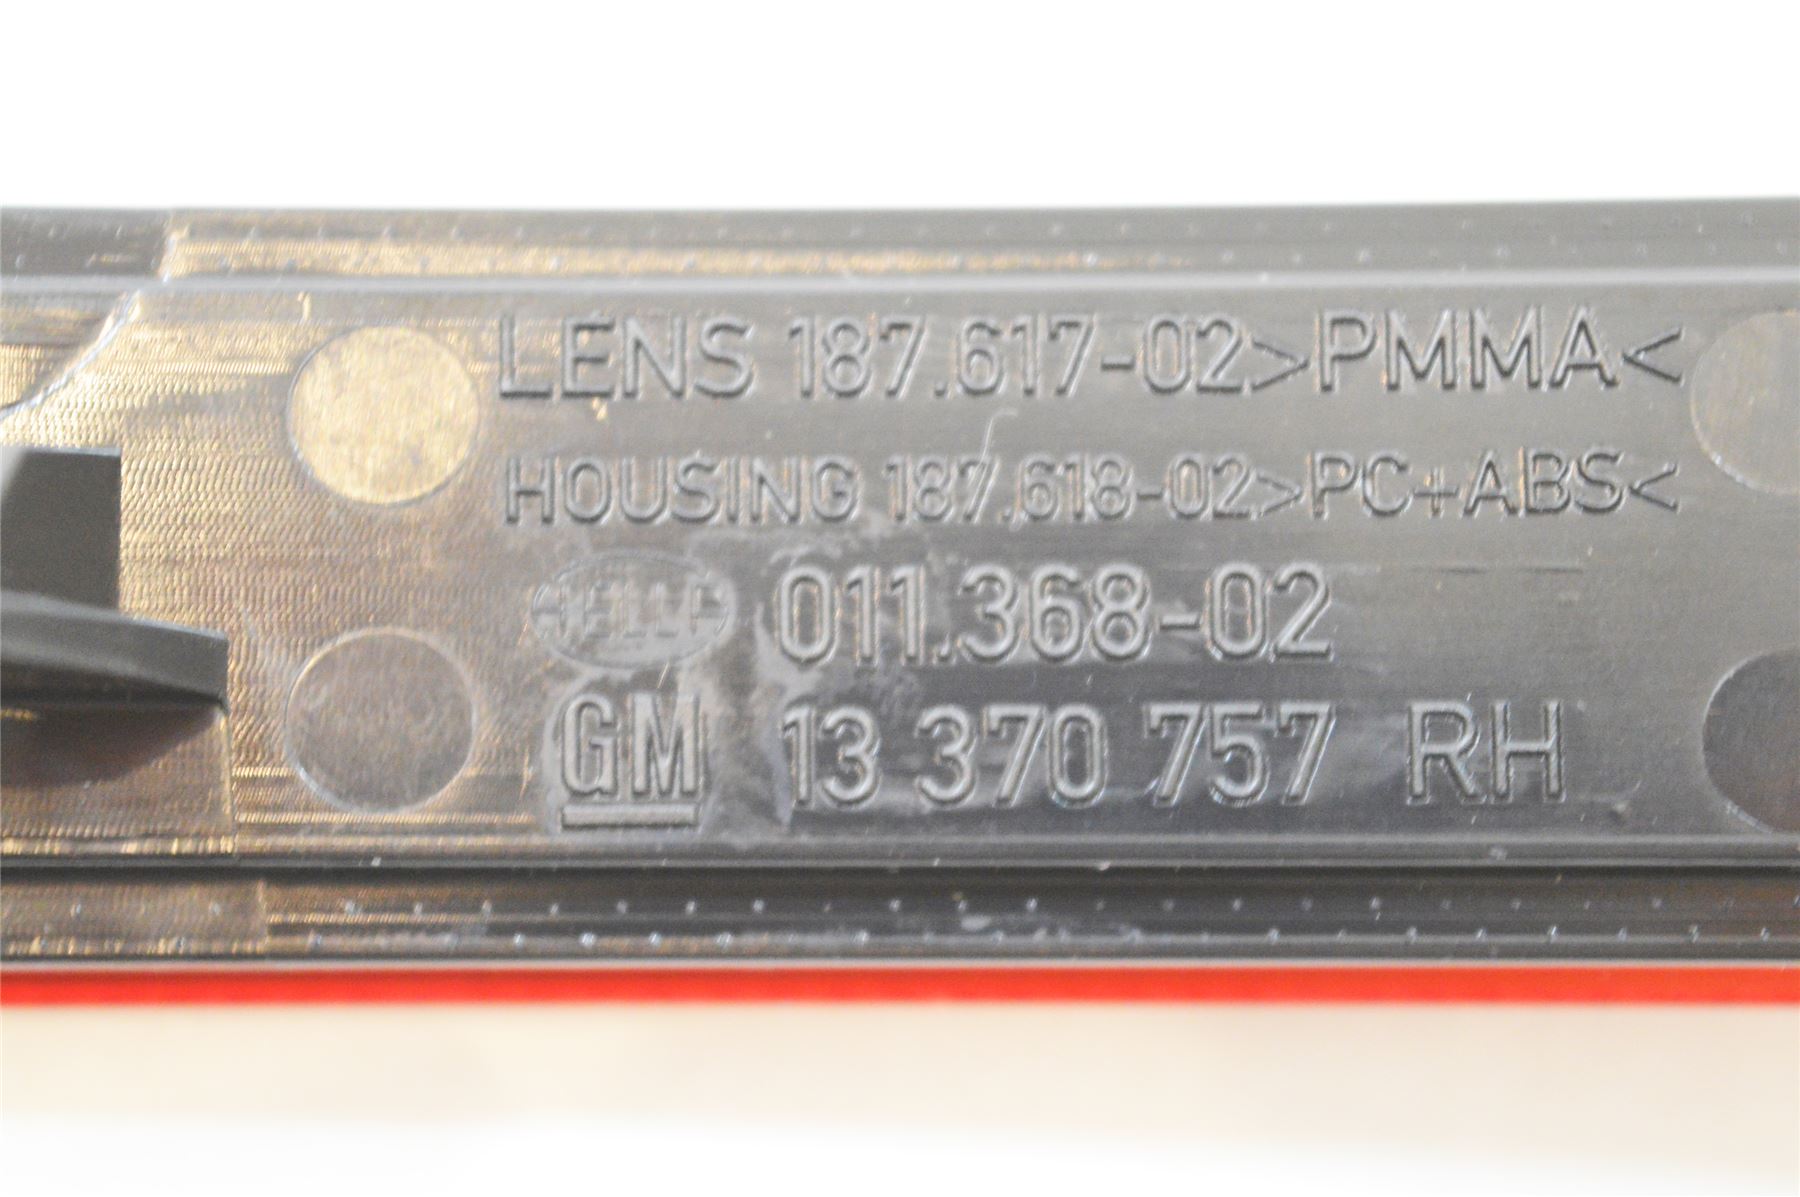 LENS 187.617-02>PMMA<
HOUSING 187.618-02>PC+ABS<
HELLA 011.368-02
GM 13 370 757 RH